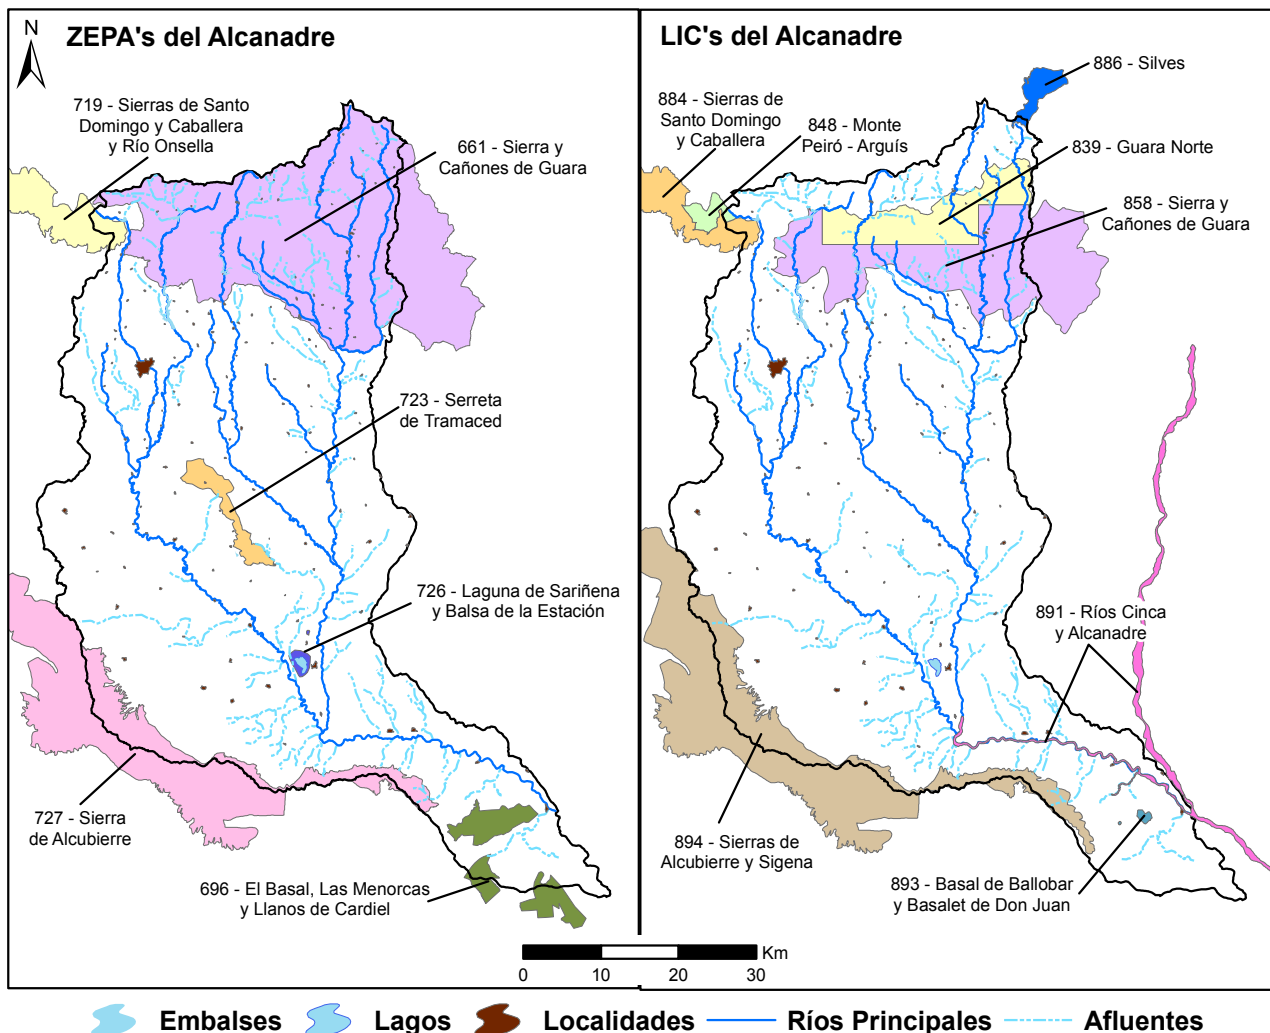 N
ZEPA's del Alcanadre
719 - Sierras de Santo
Domingo y Caballera
y Río Onsella
661 - Sierra y
Cañones de Guara
723 - Serreta
de Tramaced
726 - Laguna de Sariñena
y Balsa de la Estación
727 - Sierra
de Alcubierre
696 - El Basal, Las Menorcas
y Llanos de Cardiel
LIC's del Alcanadre
886 - Silves
884 - Sierras de
Santo Domingo
y Caballera
848 - Monte
Peiró - Arguís
839 - Guara Norte
858 - Sierra y
Cañones de Guara
891 - Ríos Cinca
y Alcanadre
894 - Sierras de
Alcubierre y Sigena
893 - Basal de Ballobar
y Basalet de Don Juan
Km
0 10 20 30
Embalses Lagos Localidades Ríos Principales Afluentes